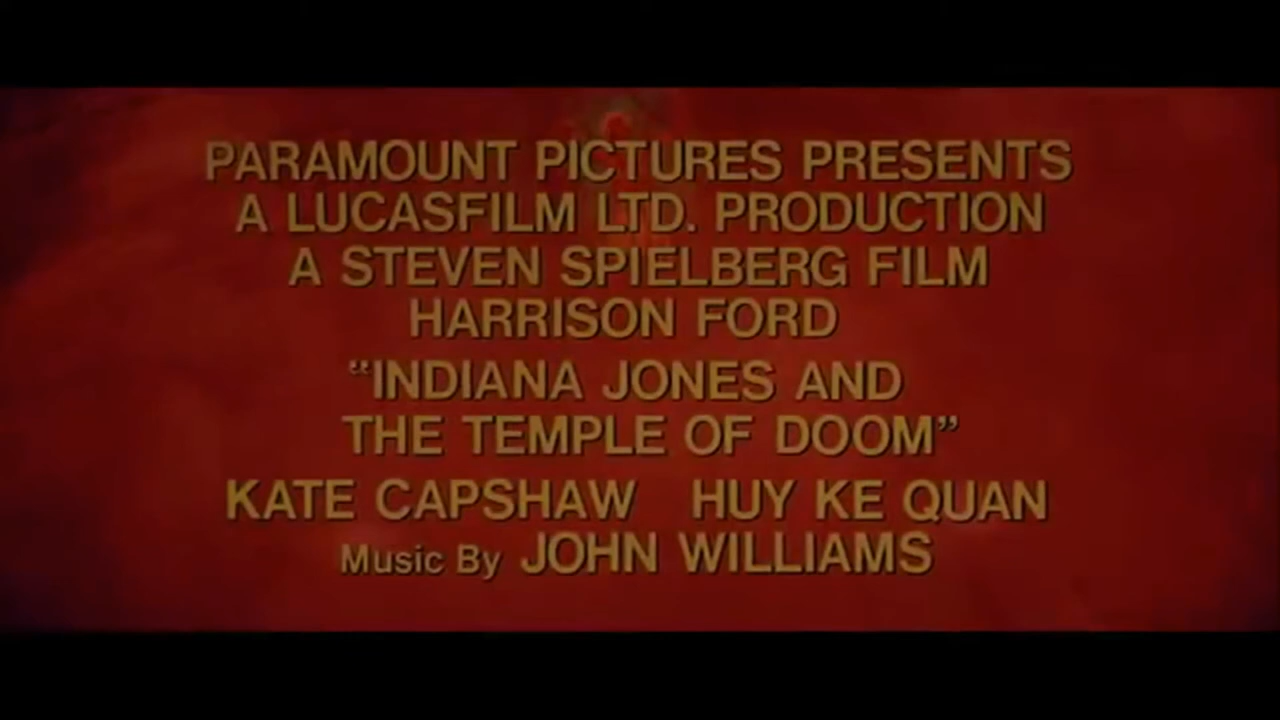 PARAMOUNT PICTURES PRESENTS
A LUCASFILM LTD. PRODUCTION
A STEVEN SPIELBERG FILM
HARRISON FORD
“INDIANA JONES AND
THE TEMPLE OF DOOM”
KATE CAPSHAW HUY KE QUAN
Music By JOHN WILLIAMS